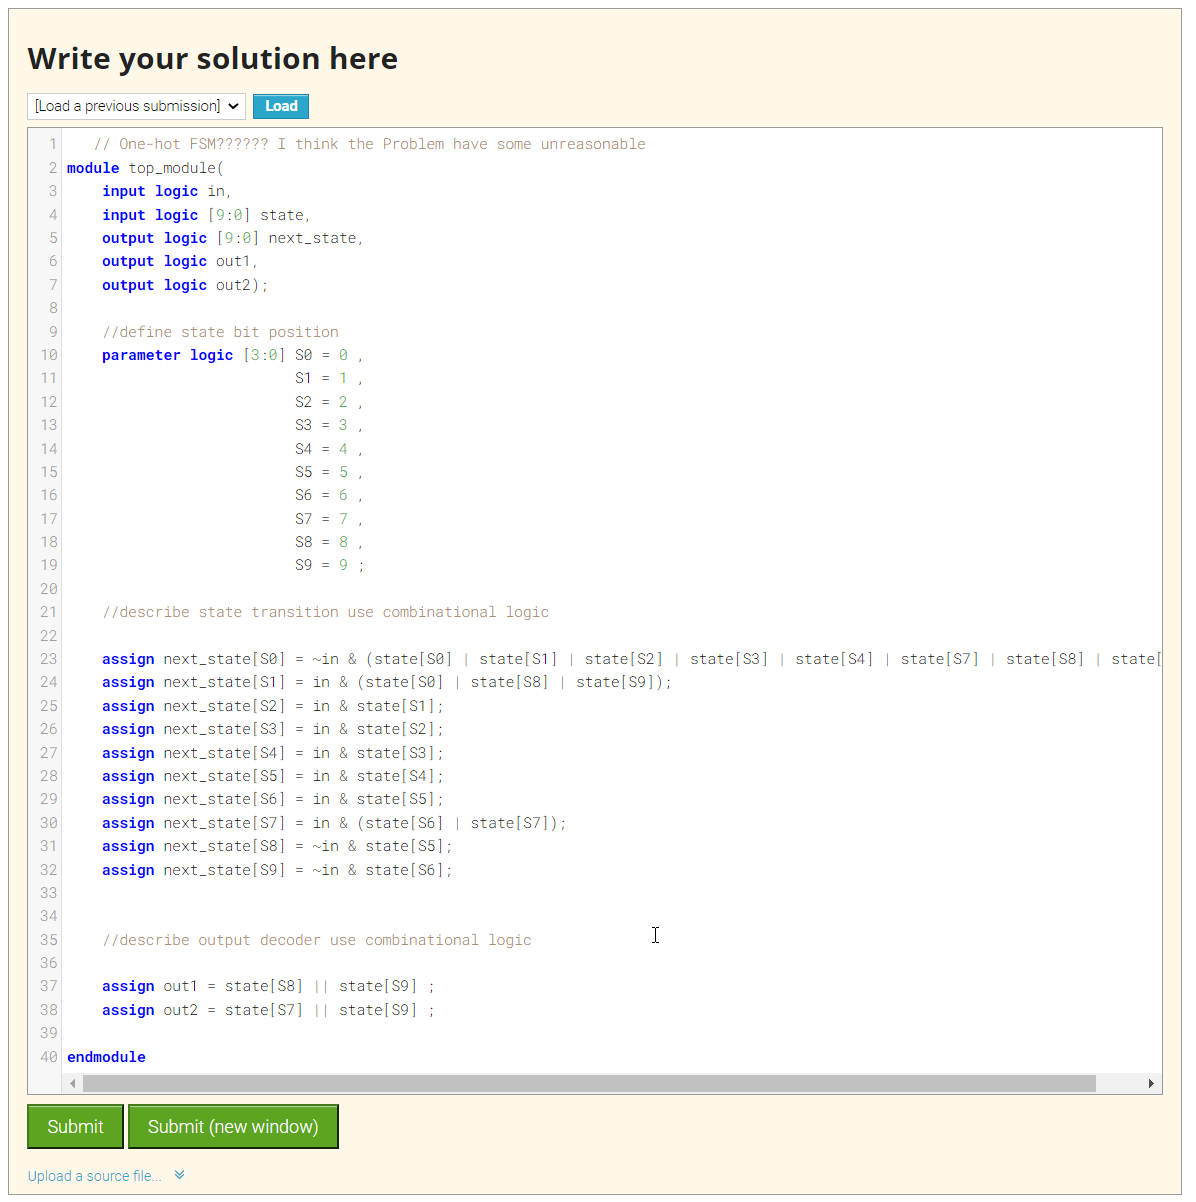 Write your solution here
[Load a previous submission] Load
1 // One-hot FSM?????? I think the Problem have some unreasonable
2 module top_module(
3 input logic in,
4 input logic [9:0] state,
5 output logic [9:0] next_state,
6 output logic out1,
7 output logic out2);
8
9 //define state bit position
10 parameter logic [3:0] S0 = 0 ,
11 S1 = 1 ,
12 S2 = 2 ,
13 S3 = 3 ,
14 S4 = 4 ,
15 S5 = 5 ,
16 S6 = 6 ,
17 S7 = 7 ,
18 S8 = 8 ,
19 S9 = 9 ;
20
21 //describe state transition use combinational logic
22
23 assign next_state[S0] = ~in & (state[S0] | state[S1] | state[S2] | state[S3] | state[S4] | state[S7] | state[S8] | state[
24 assign next_state[S1] = in & (state[S0] | state[S8] | state[S9]);
25 assign next_state[S2] = in & state[S1];
26 assign next_state[S3] = in & state[S2];
27 assign next_state[S4] = in & state[S3];
28 assign next_state[S5] = in & state[S4];
29 assign next_state[S6] = in & state[S5];
30 assign next_state[S7] = in & (state[S6] | state[S7]);
31 assign next_state[S8] = ~in & state[S5];
32 assign next_state[S9] = ~in & state[S6];
33
34
35 //describe output decoder use combinational logic
36
37 assign out1 = state[S8] || state[S9] ;
38 assign out2 = state[S7] || state[S9] ;
39
40 endmodule
Submit Submit (new window)
Upload a source file...